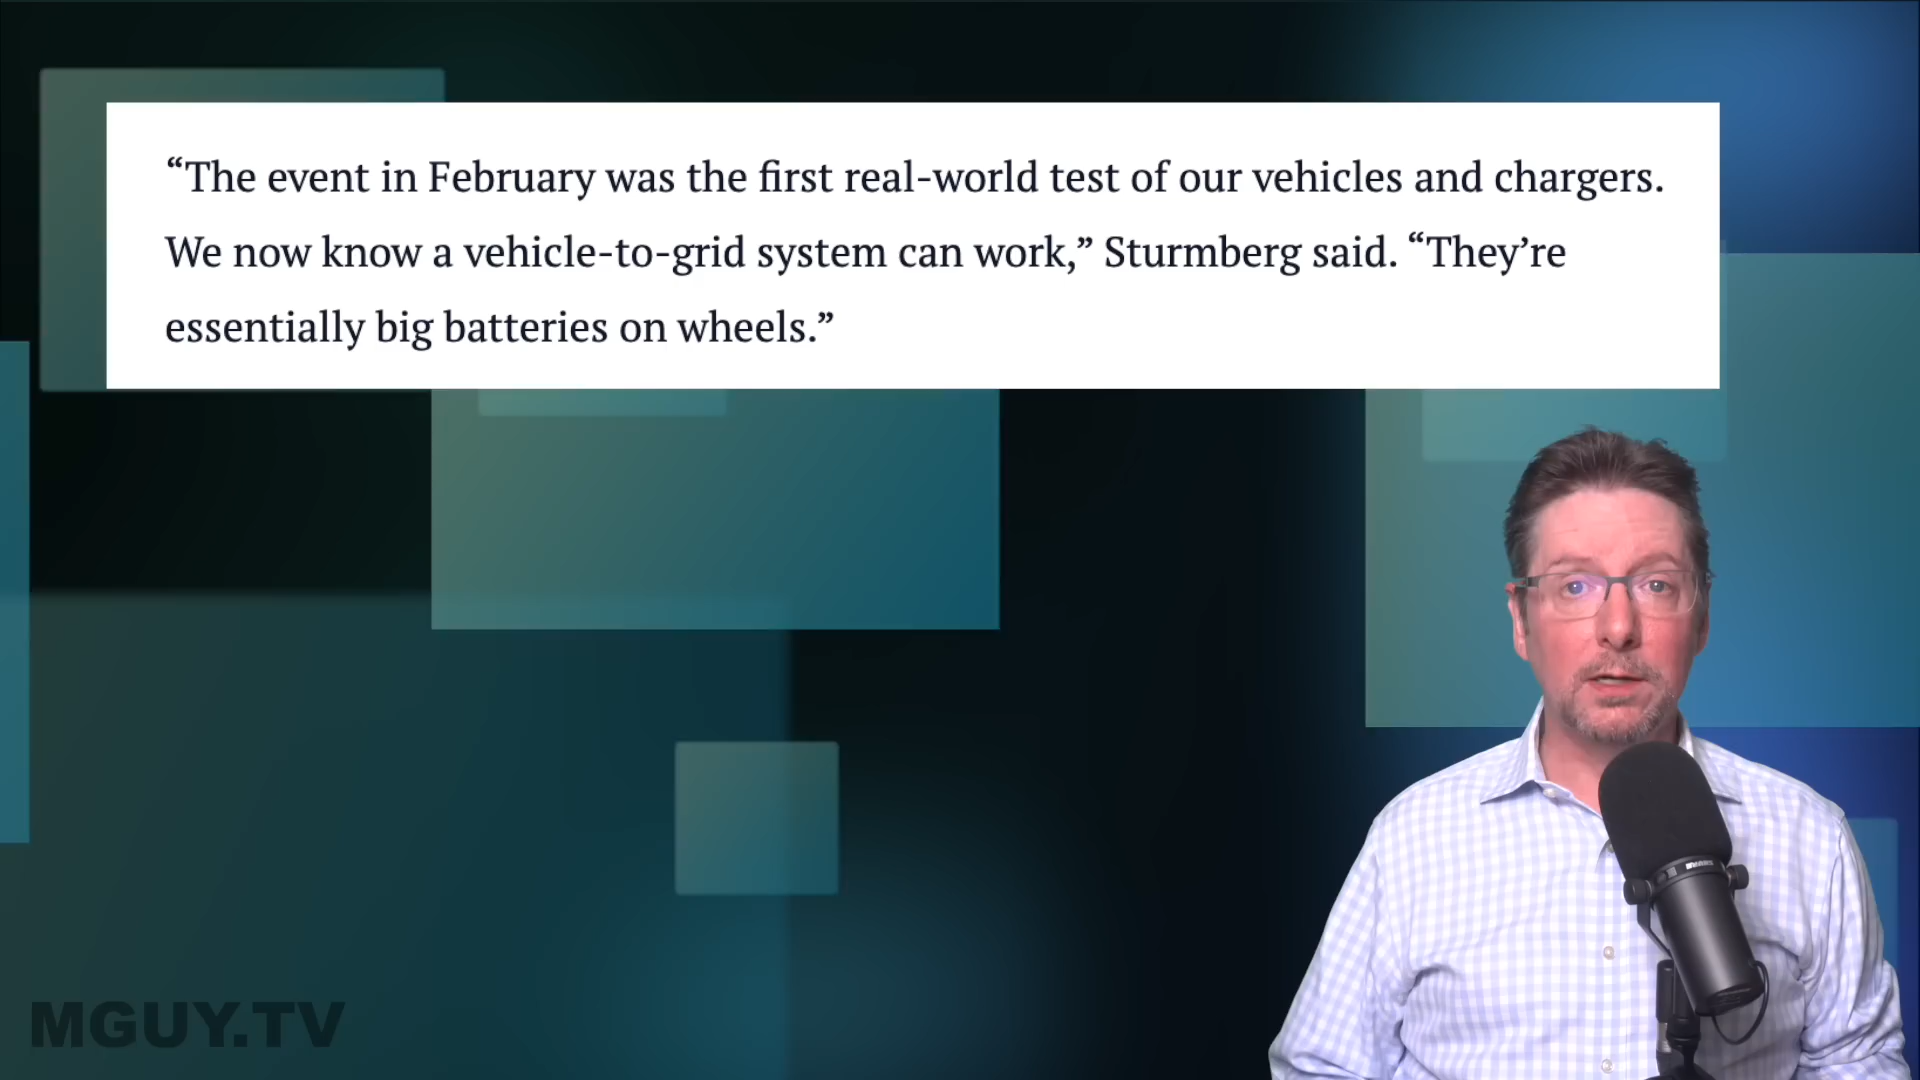 “The event in February was the first real-world test of our vehicles and chargers.
We now know a vehicle-to-grid system can work,” Sturmberg said. “They’re
essentially big batteries on wheels.”
MGUY.TV